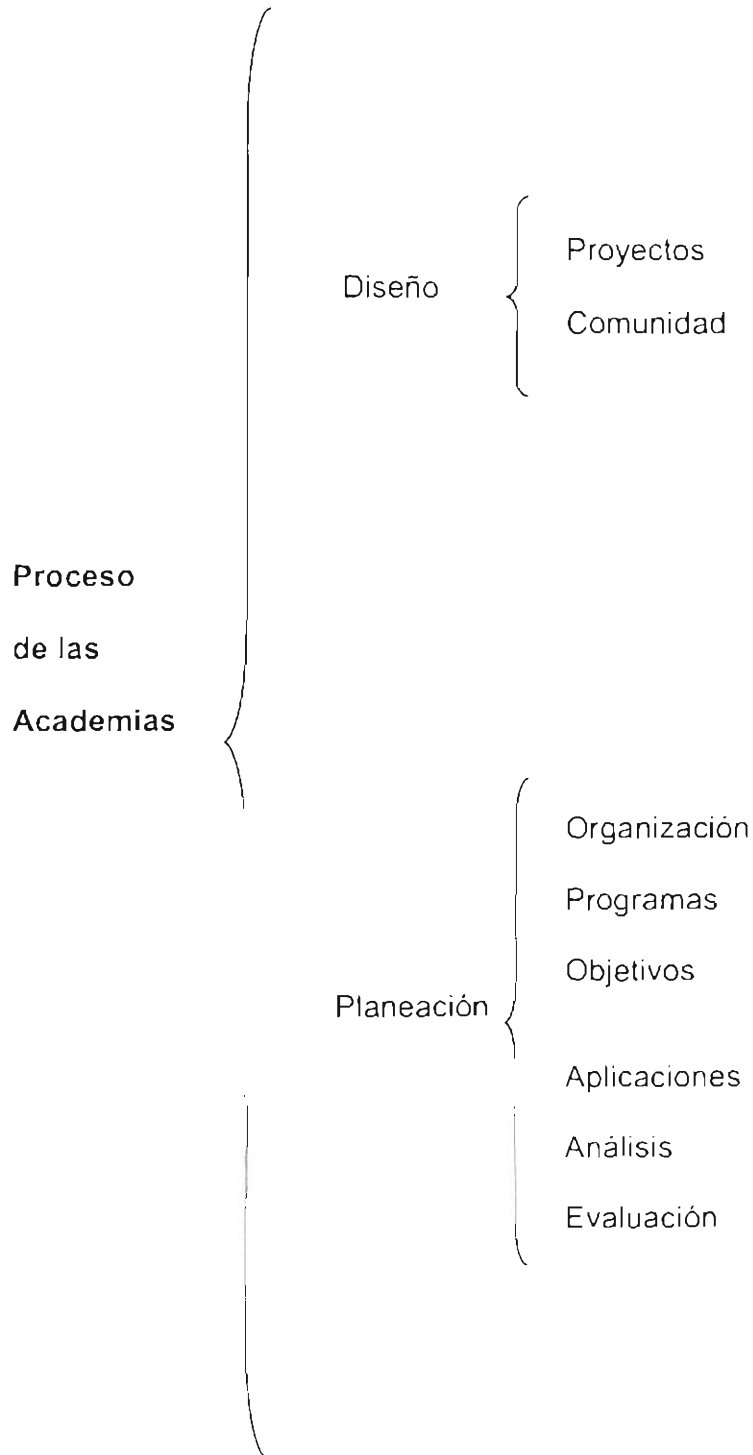 Proceso
de las
Academias
Diseño
Proyectos
Comunidad
Planeación
Organización
Programas
Objetivos
Aplicaciones
Análisis
Evaluación